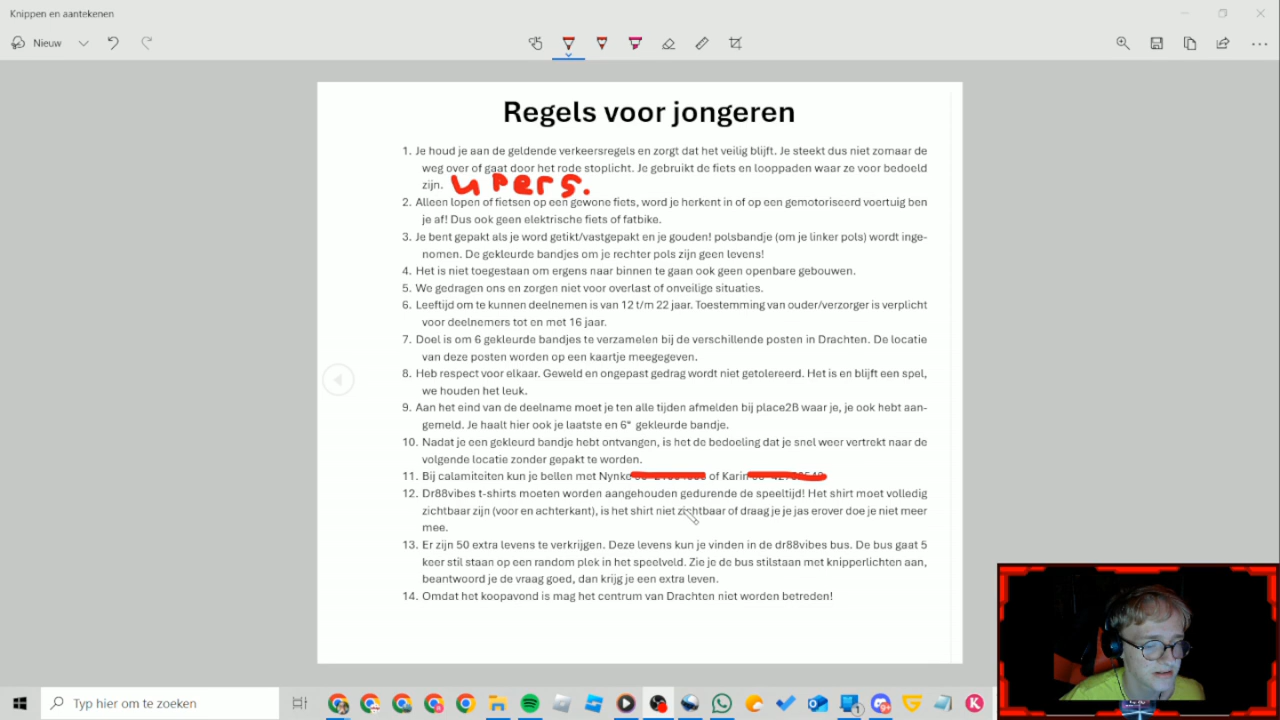 Knippen en aantekenen
Nieuw
Regels voor jongeren
1. Je houd je aan de geldende verkeersregels en zorgt dat het veilig blijft. Je steekt dus niet zomaar de
weg over of gaat door het rode stoplicht. Je gebruikt de fiets en looppaden waar ze voor bedoeld
zijn.
2. Alleen lopen of fietsen op een gewone fiets, word je herkent in of op een gemotoriseerd voertuig ben
je af! Dus ook geen elektrische fiets of fatbike.
3. Je bent gepakt als je word getikt/vastgepakt en je gouden! polsbandje (om je linker pols) wordt inge-
nomen. De gekleurde bandjes om je rechter pols zijn geen levens!
4. Het is niet toegestaan om ergens naar binnen te gaan ook geen openbare gebouwen.
5. We gedragen ons en zorgen niet voor overlast of onveilige situaties.
6. Leeftijd om te kunnen deelnemen is van 12 t/m 22 jaar. Toestemming van ouder/verzorger is verplicht
voor deelnemers tot en met 16 jaar.
7. Doel is om 6 gekleurde bandjes te verzamelen bij de verschillende posten in Drachten. De locatie
van deze posten worden op een kaartje meegegeven.
8. Heb respect voor elkaar. Geweld en ongepast gedrag wordt niet getolereerd. Het is en blijft een spel,
we houden het leuk.
9. Aan het eind van de deelname moet je ten alle tijden afmelden bij place2B waar je, je ook hebt aan-
gemeld. Je haalt hier ook je laatste en 6e gekleurde bandje.
10. Nadat je een gekleurd bandje hebt ontvangen, is het de bedoeling dat je snel weer vertrekt naar de
volgende locatie zonder gepakt te worden.
11. Bij calamiteiten kun je bellen met Nynke of Karin
12. Dr88vibes t-shirts moeten worden aangehouden gedurende de speeltijd! Het shirt moet volledig
zichtbaar zijn (voor en achterkant), is het shirt niet zichtbaar of draag je je jas erover doe je niet meer
mee.
13. Er zijn 50 extra levens te verkrijgen. Deze levens kun je vinden in de dr88vibes bus. De bus gaat 5
keer stil staan op een random plek in het speelveld. Zie je de bus stilstaan met knipperlichten aan,
beantwoord je de vraag goed, dan krijg je een extra leven.
14. Omdat het koopavond is mag het centrum van Drachten niet worden betreden!
Typ hier om te zoeken